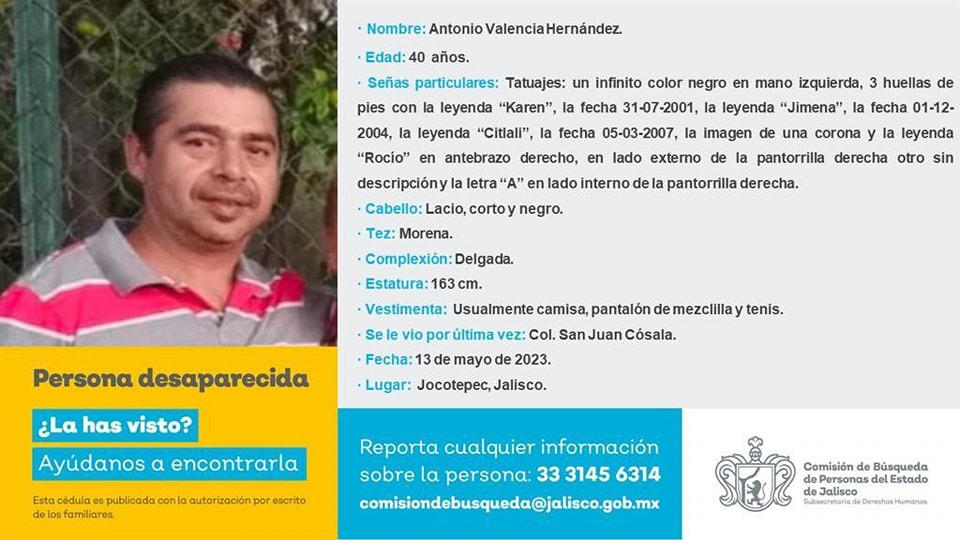 · Nombre: Antonio Valencia Hernández.
· Edad: 40 años.
· Señas particulares: Tatuajes: un infinito color negro en mano izquierda, 3 huellas de
pies con la leyenda “Karen”, la fecha 31-07-2001, la leyenda “Jimena”, la fecha 01-12-
2004, la leyenda “Citlali”, la fecha 05-03-2007, la imagen de una corona y la leyenda
“Rocío” en antebrazo derecho, en lado externo de la pantorrilla derecha otro sin
descripción y la letra “A” en lado interno de la pantorrilla derecha.
· Cabello: Lacio, corto y negro.
· Tez: Morena.
· Complexión: Delgada.
· Estatura: 163 cm.
· Vestimenta: Usualmente camisa, pantalón de mezclilla y tenis.
· Se le vio por última vez: Col. San Juan Cósala.
· Fecha: 13 de mayo de 2023.
· Lugar: Jocotepec, Jalisco.
Persona desaparecida
¿La has visto?
Ayúdanos a encontrarla
Esta cédula es publicada con la autorización por escrito
de los familiares.
Reporta cualquier información
sobre la persona: 33 3145 6314
comisiondebusqueda@jalisco.gob.mx
Comisión de Búsqueda
de Personas del Estado
de Jalisco
Subsecretaría de Derechos Humanos